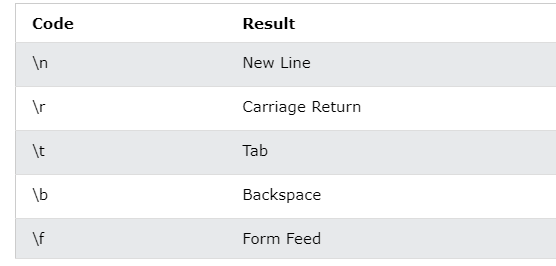 Code Result
\n New Line
\r Carriage Return
\t Tab
\b Backspace
\f Form Feed